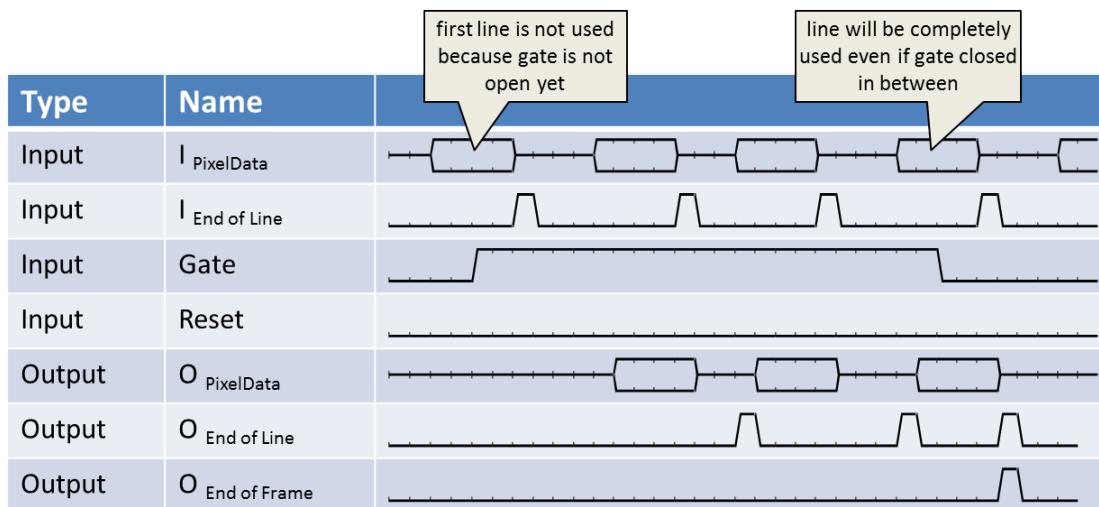 first line is not used
because gate is not
open yet
line will be completely
used even if gate closed
in between
Type Name
Input I PixelData
Input I End of Line
Input Gate
Input Reset
Output O PixelData
Output O End of Line
Output O End of Frame